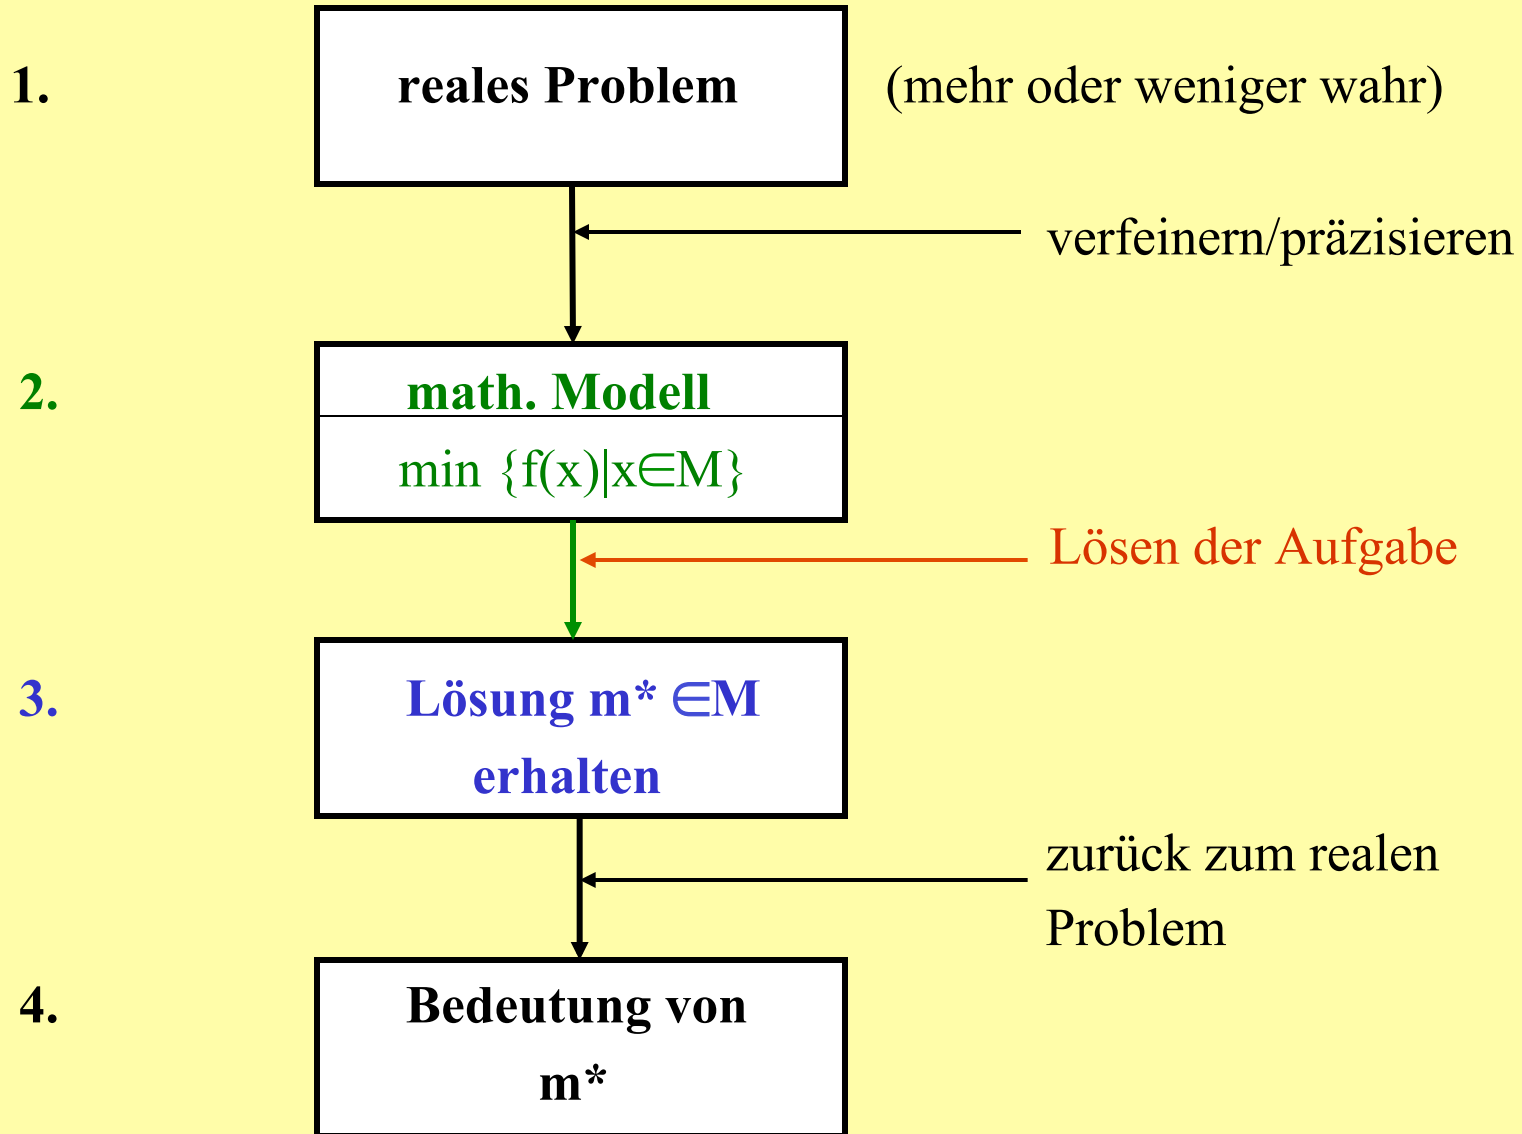 1. reales Problem (mehr oder weniger wahr)
verfeinern/präzisieren
2. math. Modell
min {f(x)|x∈M}
Lösen der Aufgabe
3. Lösung m* ∈M
erhalten
zurück zum realen
Problem
4. Bedeutung von
m*